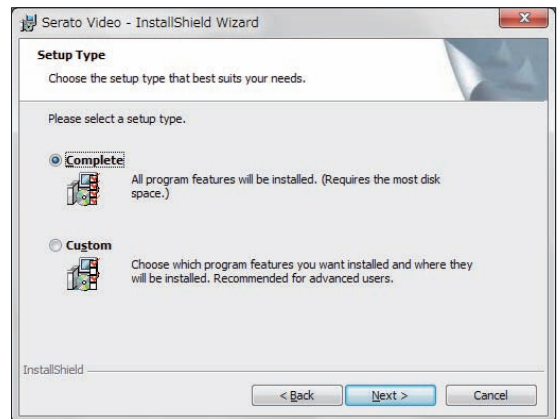 Serato Video - InstallShield Wizard
Setup Type
Choose the setup type that best suits your needs.
Please select a setup type.
Complete
All program features will be installed. (Requires the most disk
space.)
Custom
Choose which program features you want installed and where they
will be installed. Recommended for advanced users.
InstallShield
< Back
Next >
Cancel